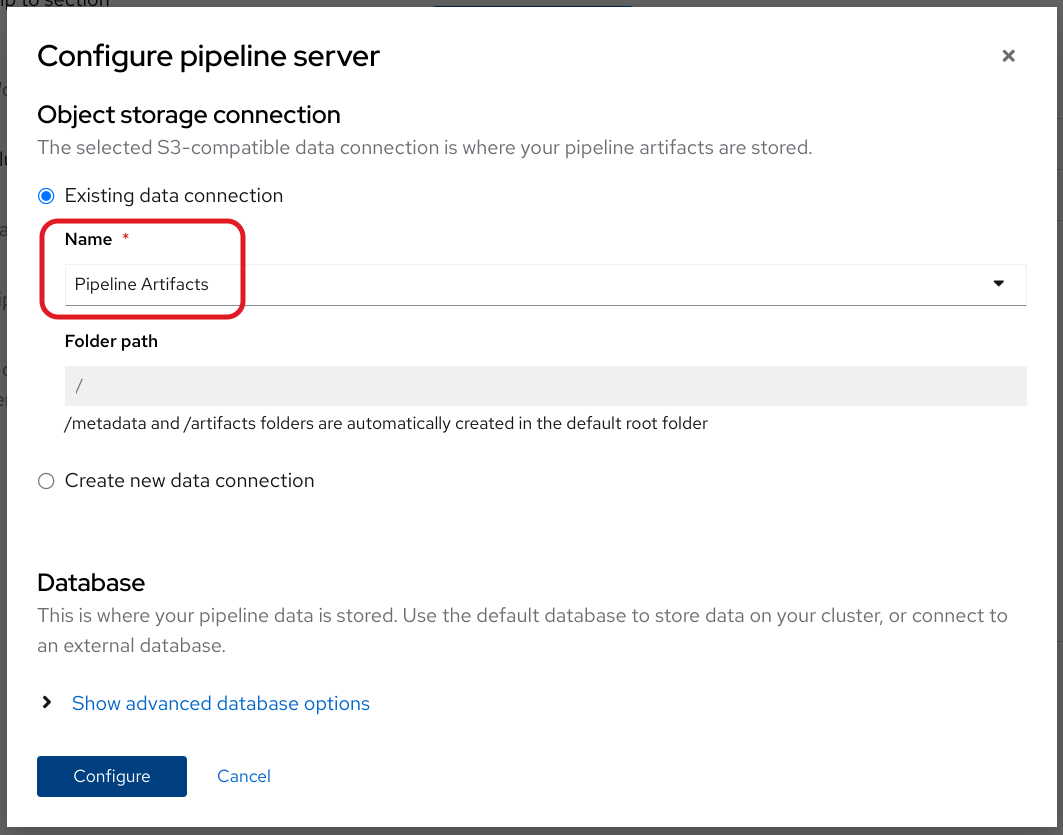 Configure pipeline server
Object storage connection
The selected S3-compatible data connection is where your pipeline artifacts are stored.
Existing data connection
Name *
Pipeline Artifacts
Folder path
/
/metadata and /artifacts folders are automatically created in the default root folder
Create new data connection
Database
This is where your pipeline data is stored. Use the default database to store data on your cluster, or connect to
an external database.
Show advanced database options
Configure Cancel